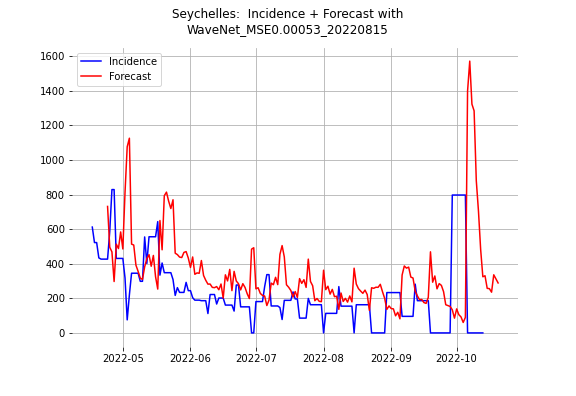 Seychelles:  Incidence + Forecast with
WaveNet_MSE0.00053_20220815
Incidence
Forecast
1600
1400
1200
1000
800
600
400
200
0
2022-05 2022-06 2022-07 2022-08 2022-09 2022-10